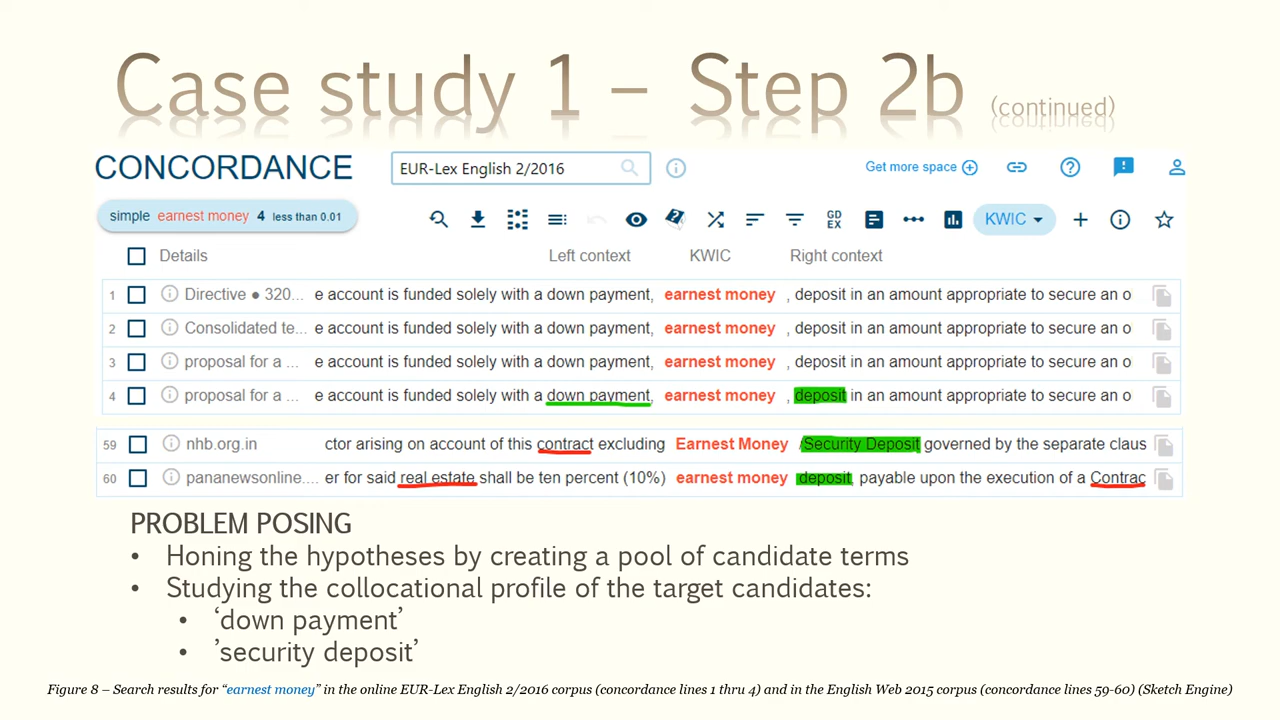 Case study 1 – Step 2b (continued)
CONCORDANCE
EUR-Lex English 2/2016
Get more space
simple earnest money 4 less than 0.01
GD EX
KWIC
Details Left context KWIC Right context
1 Directive ● 320... e account is funded solely with a down payment, earnest money , deposit in an amount appropriate to secure an o
2 Consolidated te... e account is funded solely with a down payment, earnest money , deposit in an amount appropriate to secure an o
3 proposal for a ... e account is funded solely with a down payment, earnest money , deposit in an amount appropriate to secure an o
4 proposal for a ... e account is funded solely with a down payment, earnest money , deposit in an amount appropriate to secure an o
59 nhb.org.in ctor arising on account of this contract excluding Earnest Money /Security Deposit governed by the separate claus
60 pananewsonline.... er for said real estate shall be ten percent (10%) earnest money deposit payable upon the execution of a Contrac
PROBLEM POSING
• Honing the hypotheses by creating a pool of candidate terms
• Studying the collocational profile of the target candidates:
• ‘down payment’
• ’security deposit’
Figure 8 – Search results for “earnest money” in the online EUR-Lex English 2/2016 corpus (concordance lines 1 thru 4) and in the English Web 2015 corpus (concordance lines 59-60) (Sketch Engine)